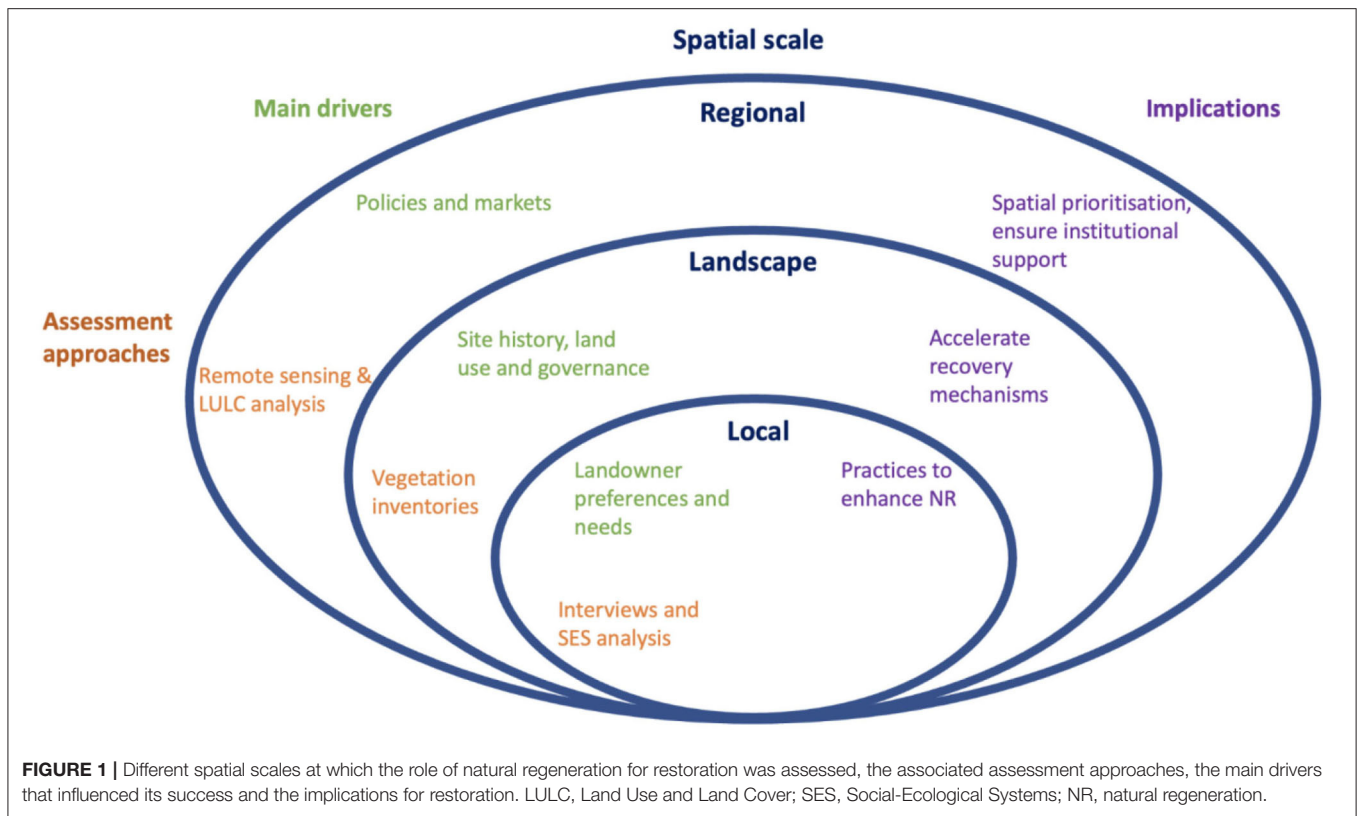 Spatial scale
Main drivers
Regional
Implications
Policies and markets
Spatial prioritisation,
ensure institutional
support
Landscape
Assessment
approaches
Site history, land
use and governance
Accelerate
recovery
mechanisms
Remote sensing &
LULC analysis
Local
Vegetation
inventories
Landowner
preferences and
needs
Practices to
enhance NR
Interviews and
SES analysis
FIGURE 1 | Different spatial scales at which the role of natural regeneration for restoration was assessed, the associated assessment approaches, the main drivers
that influenced its success and the implications for restoration. LULC, Land Use and Land Cover; SES, Social-Ecological Systems; NR, natural regeneration.